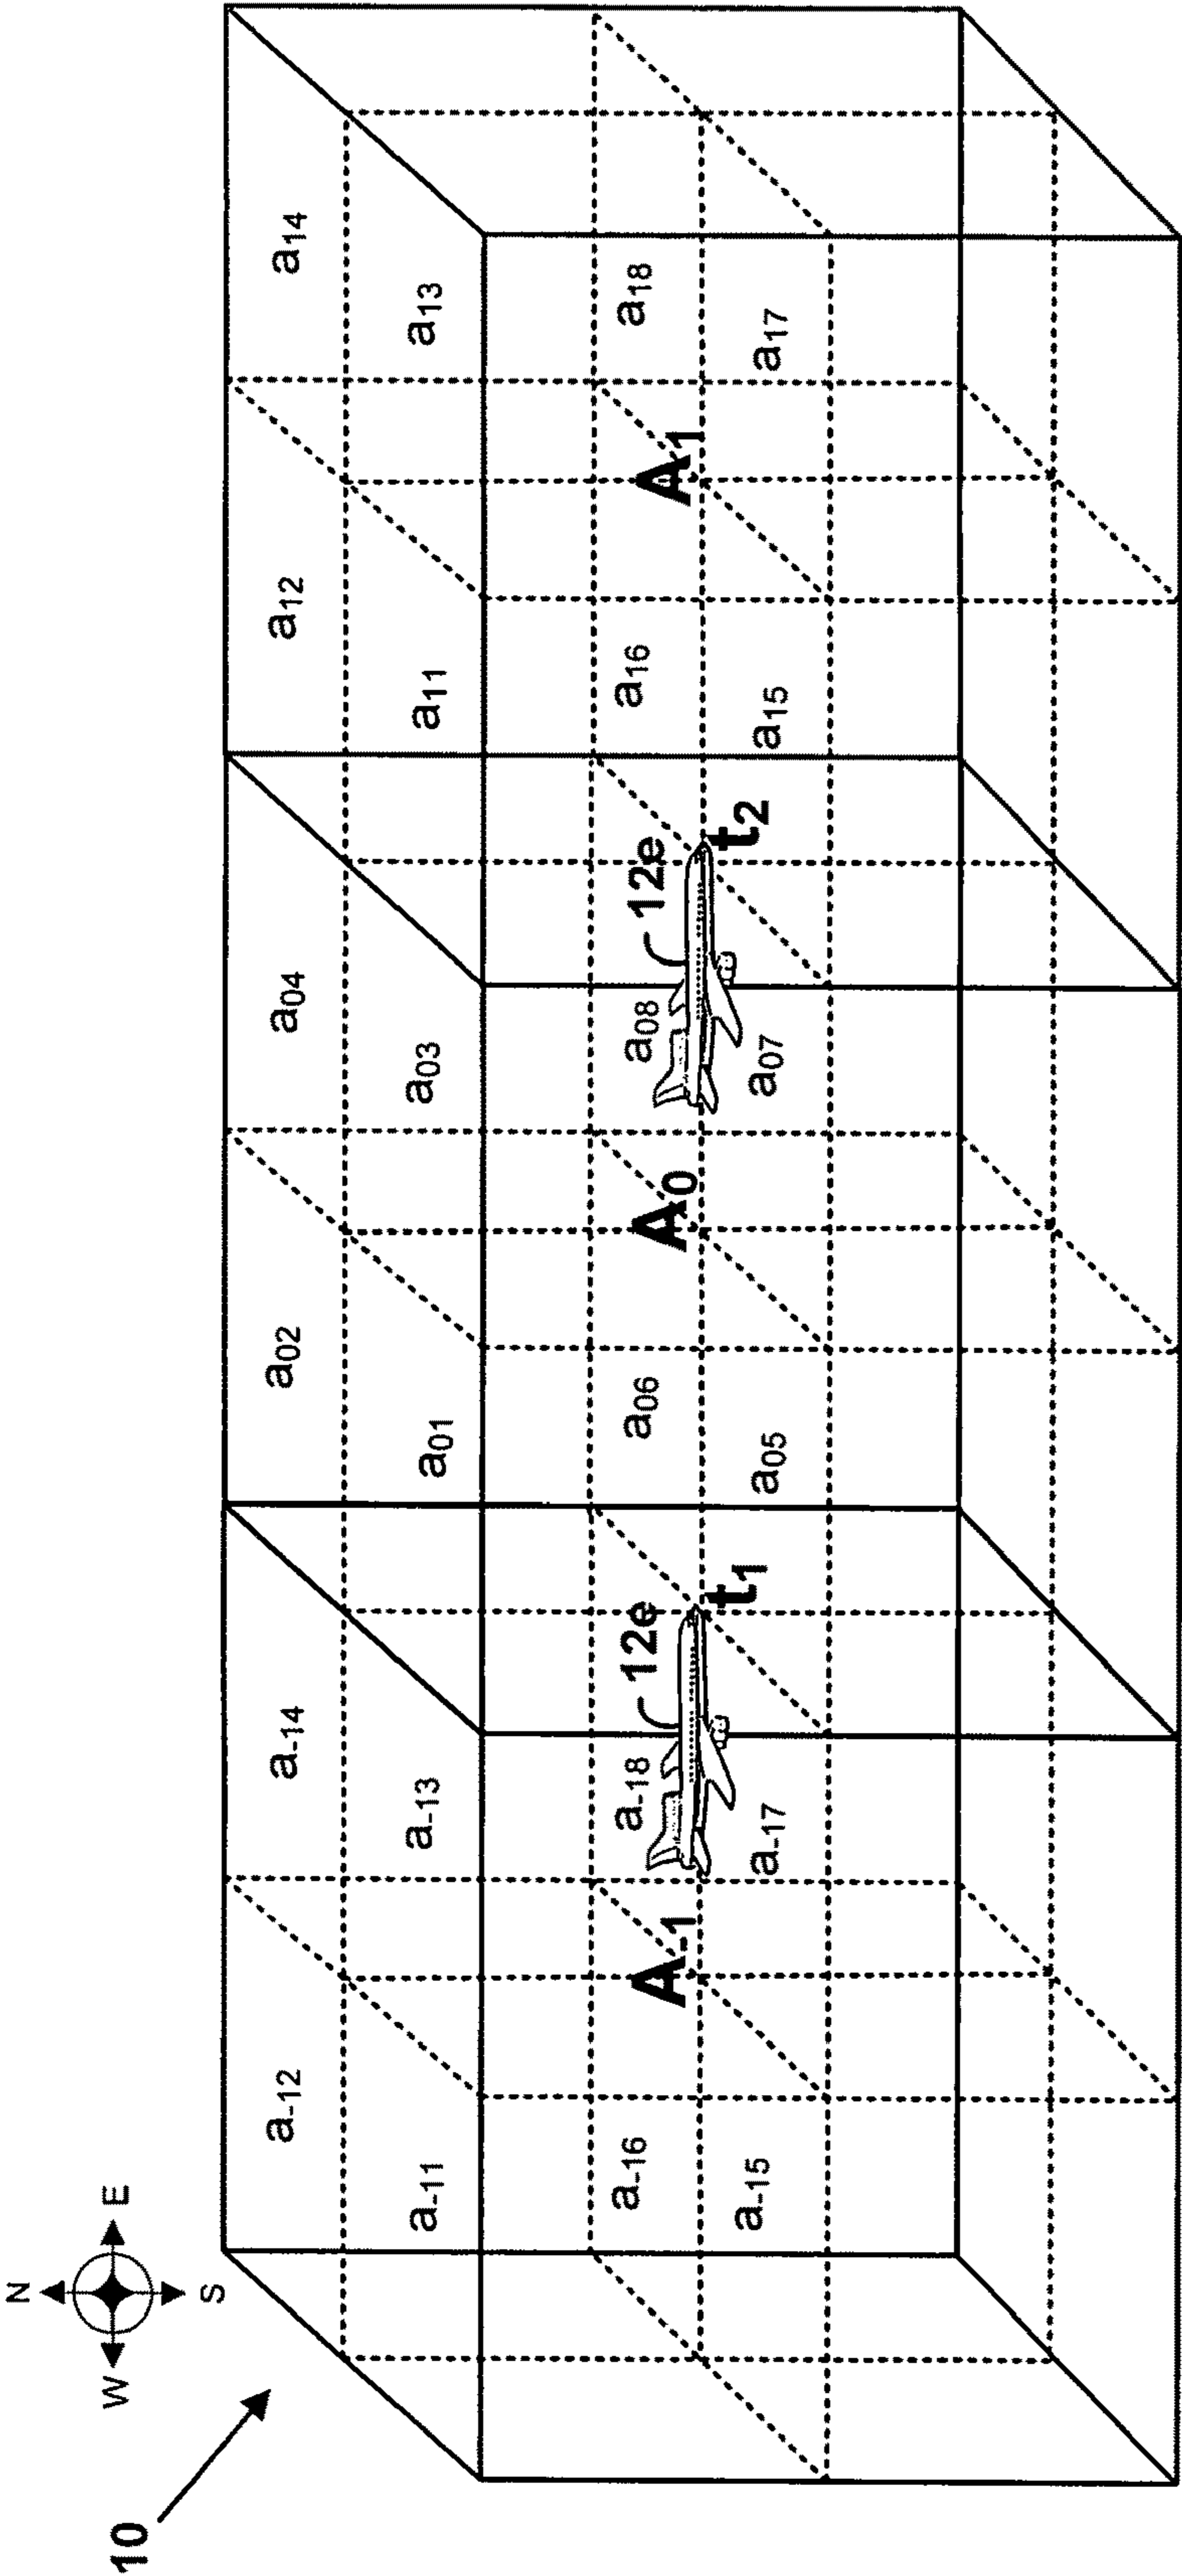 10
N
W E
S
a-12 a-14 a02 a04 a12 a14
a-11 a-13 a01 a03 a11 a13
a-16 A-1 a-18 12e a06 A0 a08 12e a16 A1 a18
a-15 a-17 t1 a05 a07 t2 a15 a17